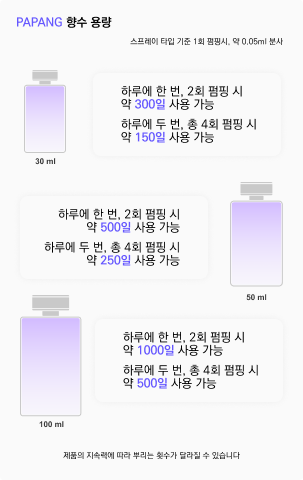 PAPANG 향수 용량
스프레이 타입 기준 1회 펌핑시, 약 0.05ml 분사
하루에 한 번, 2회 펌핑 시
약 300일 사용 가능
하루에 두 번, 총 4회 펌핑 시
약 150일 사용 가능
30 ml
하루에 한 번, 2회 펌핑 시
약 500일 사용 가능
하루에 두 번, 총 4회 펌핑 시
약 250일 사용 가능
50 ml
하루에 한 번, 2회 펌핑 시
약 1000일 사용 가능
하루에 두 번, 총 4회 펌핑 시
약 500일 사용 가능
100 ml
제품의 지속력에 따라 뿌리는 횟수가 달라질 수 있습니다